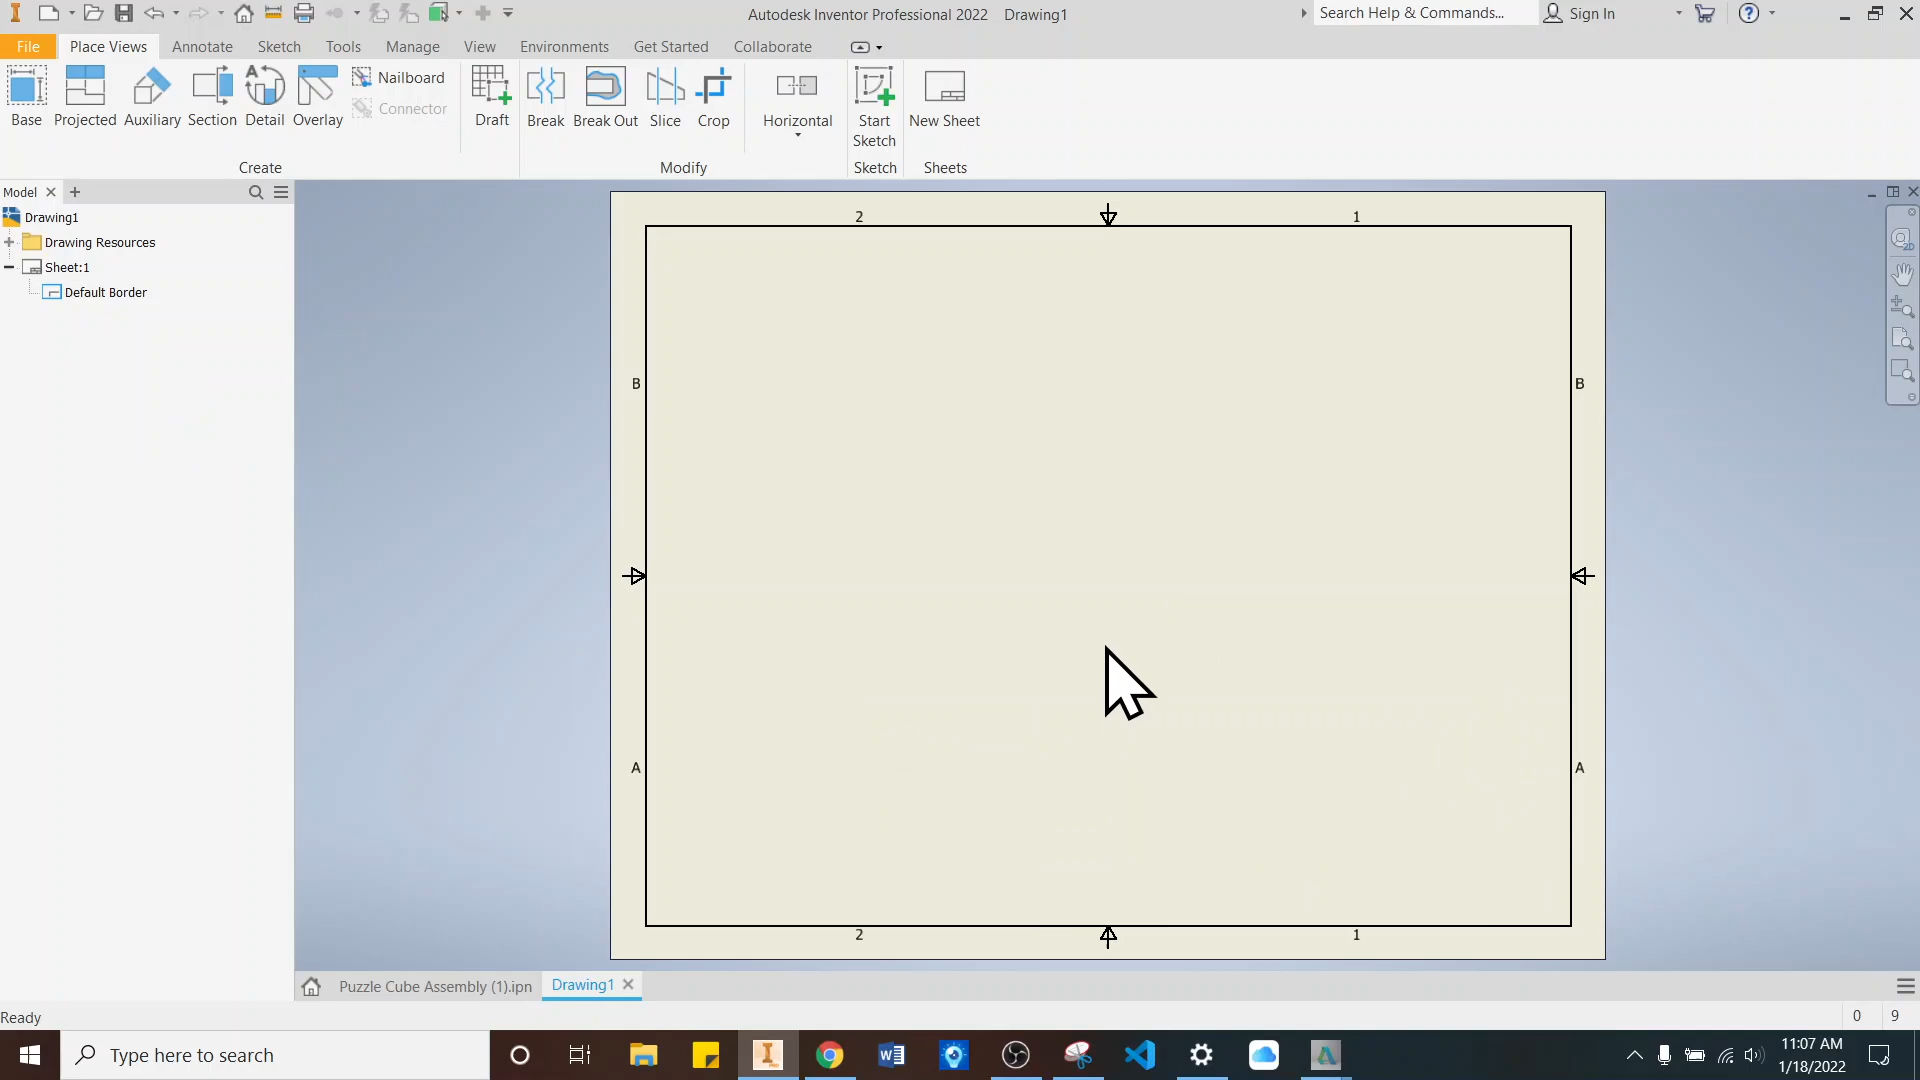 Autodesk Inventor Professional 2022 Drawing1
Search Help & Commands...
Sign In
File Place Views Annotate Sketch Tools Manage View Environments Get Started Collaborate
Base Projected Auxiliary Section Detail Overlay
Nailboard
Connector
Draft Break Break Out Slice Crop Horizontal
Start Sketch
New Sheet
Create Modify Sketch Sheets
Model
Drawing1
Drawing Resources
Sheet:1
Default Border
2 1
B B
A A
2 1
2D
Puzzle Cube Assembly (1).ipn Drawing1
Ready
0 9
Type here to search
11:07 AM
1/18/2022